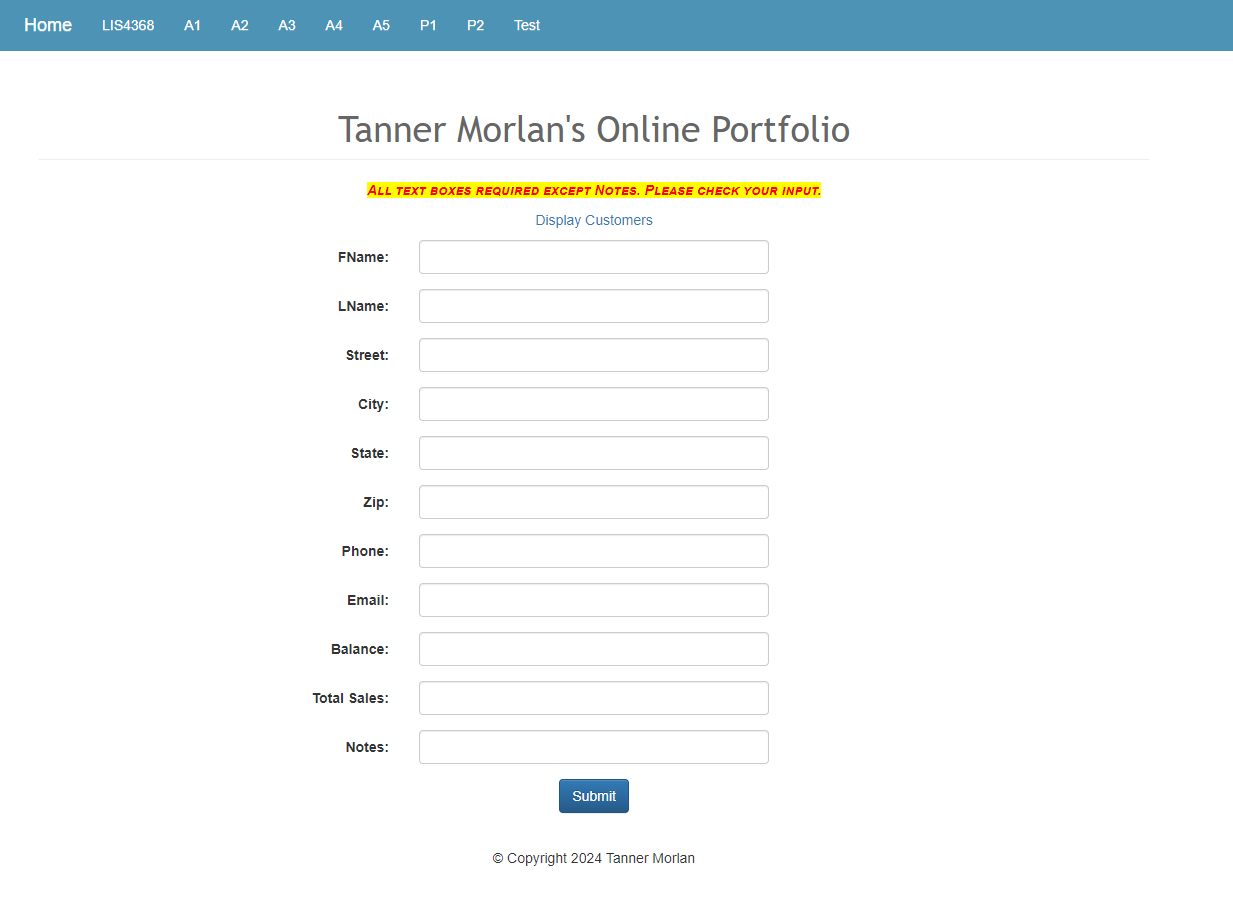 Home LIS4368 A1 A2 A3 A4 A5 P1 P2 Test
Tanner Morlan's Online Portfolio
All text boxes required except Notes. Please check your input.
Display Customers
FName:
LName:
Street:
City:
State:
Zip:
Phone:
Email:
Balance:
Total Sales:
Notes:
Submit
© Copyright 2024 Tanner Morlan